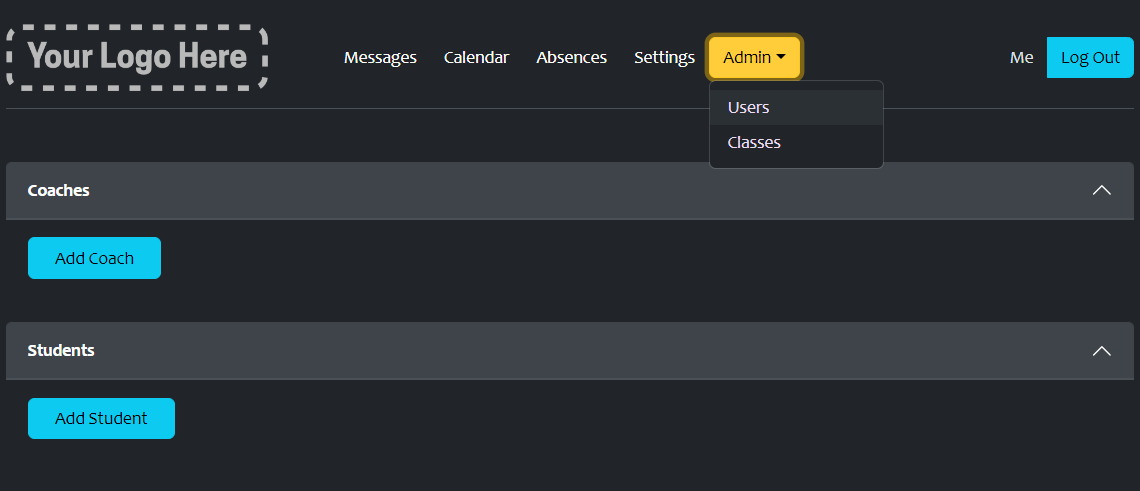 Your Logo Here
Messages Calendar Absences Settings Admin Me Log Out
Users
Classes
Coaches
Add Coach
Students
Add Student